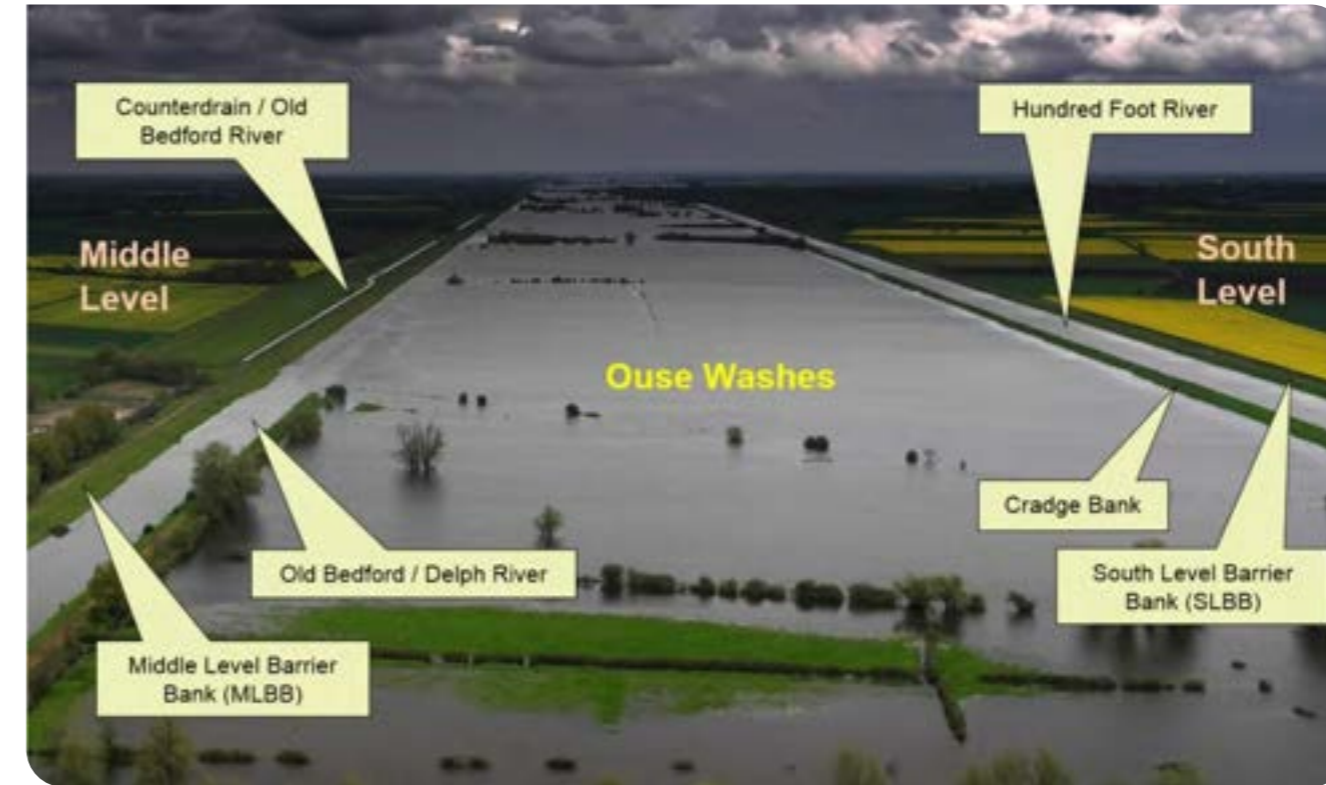 Counterdrain / Old
Bedford River
Hundred Foot River
Middle
Level
South
Level
Ouse Washes
Cradge Bank
Old Bedford / Delph River
South Level Barrier
Bank (SLBB)
Middle Level Barrier
Bank (MLBB)